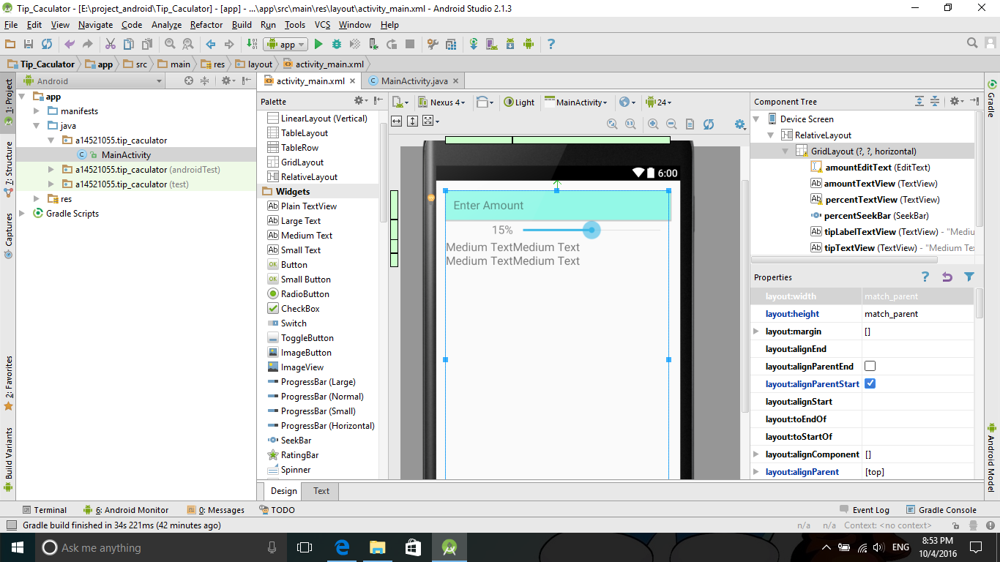 Tip_Caculator - [E:\project_android\Tip_Caculator] - [app] - ...\app\src\main\res\layout\activity_main.xml - Android Studio 2.1.3
File Edit View Navigate Code Analyze Refactor Build Run Tools VCS Window Help
app
Tip_Caculator app src main res layout activity_main.xml
1: Project
7: Structure
Captures
2: Favorites
Build Variants
Android
app
manifests
java
a14521055.tip_caculator
MainActivity
a14521055.tip_caculator (androidTest)
a14521055.tip_caculator (test)
res
Gradle Scripts
activity_main.xml MainActivity.java
Palette
LinearLayout (Vertical)
TableLayout
TableRow
GridLayout
RelativeLayout
Widgets
Plain TextView
Large Text
Medium Text
Small Text
Button
Small Button
RadioButton
CheckBox
Switch
ToggleButton
ImageButton
ImageView
ProgressBar (Large)
ProgressBar (Normal)
ProgressBar (Small)
ProgressBar (Horizontal)
SeekBar
RatingBar
Spinner
Nexus 4 Light MainActivity 24
6:00
Enter Amount
15%
Medium TextMedium Text
Medium TextMedium Text
Design Text
Component Tree
Device Screen
RelativeLayout
GridLayout (?, ?, horizontal)
amountEditText (EditText)
amountTextView (TextView)
percentTextView (TextView)
percentSeekBar (SeekBar)
tipLabelTextView (TextView) - "Mediu
tipTextView (TextView) - "Medium Te
Properties
layout:width match_parent
layout:height match_parent
layout:margin []
layout:alignEnd
layout:alignParentEnd
layout:alignParentStart
layout:alignStart
layout:toEndOf
layout:toStartOf
layout:alignComponent []
layout:alignParent [top]
Gradle
Android Model
Terminal 6: Android Monitor 0: Messages TODO Event Log Gradle Console
Gradle build finished in 34s 221ms (42 minutes ago) n/a n/a Context: <no context>
Ask me anything
ENG
8:53 PM
10/4/2016